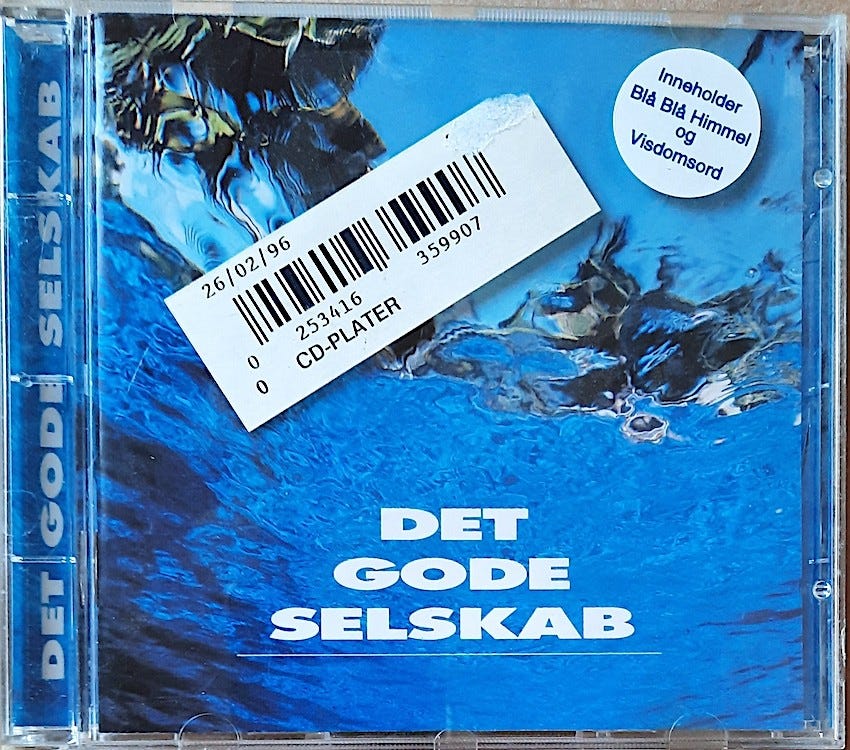 DET GODE SELSKAB
Inneholder
Blå Blå Himmel
og
Visdomsord
26/02/96
0 253416 359907
0 CD-PLATER
DET
GODE
SELSKAB